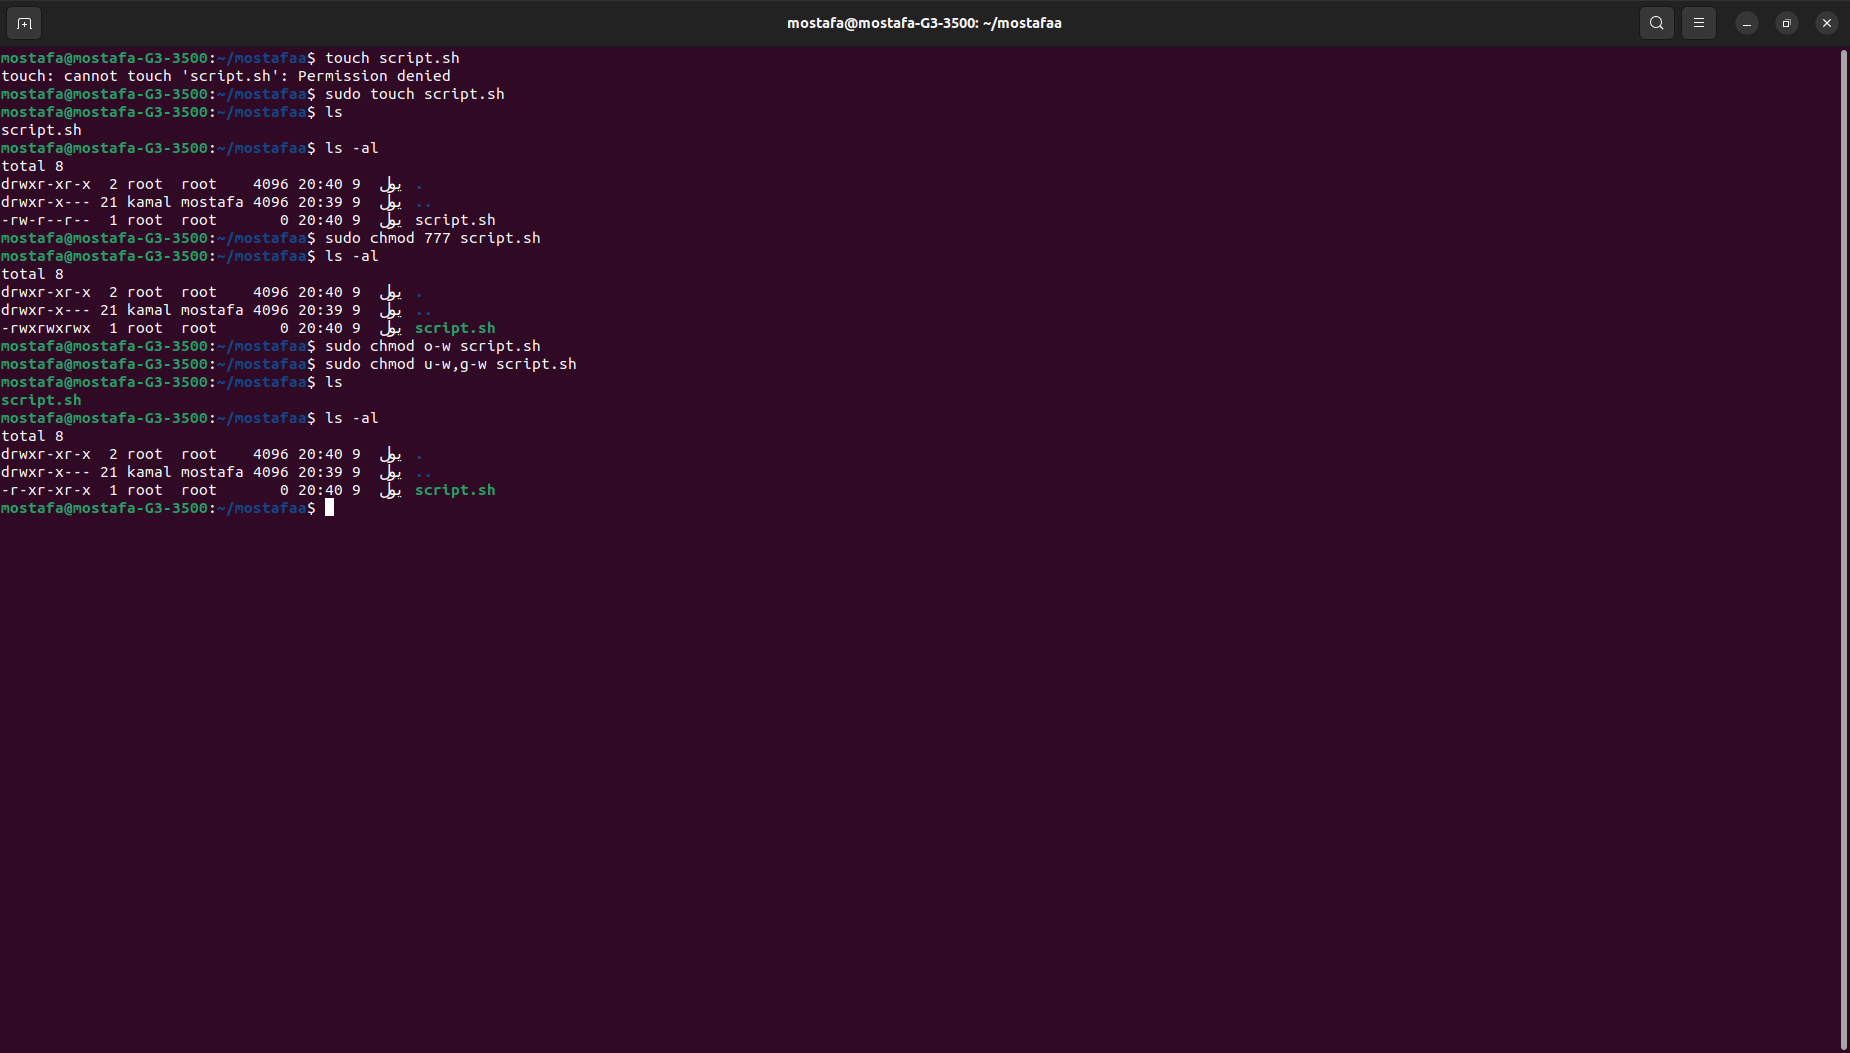 mostafa@mostafa-G3-3500: ~/mostafaa
mostafa@mostafa-G3-3500:~/mostafaa$ touch script.sh
touch: cannot touch 'script.sh': Permission denied
mostafa@mostafa-G3-3500:~/mostafaa$ sudo touch script.sh
mostafa@mostafa-G3-3500:~/mostafaa$ ls
script.sh
mostafa@mostafa-G3-3500:~/mostafaa$ ls -al
total 8
drwxr-xr-x  2 root  root    4096 20:40 9  يول .
drwxr-x--- 21 kamal mostafa 4096 20:39 9  يول ..
-rw-r--r--  1 root  root       0 20:40 9  يول script.sh
mostafa@mostafa-G3-3500:~/mostafaa$ sudo chmod 777 script.sh
mostafa@mostafa-G3-3500:~/mostafaa$ ls -al
total 8
drwxr-xr-x  2 root  root    4096 20:40 9  يول .
drwxr-x--- 21 kamal mostafa 4096 20:39 9  يول ..
-rwxrwxrwx  1 root  root       0 20:40 9  يول script.sh
mostafa@mostafa-G3-3500:~/mostafaa$ sudo chmod o-w script.sh
mostafa@mostafa-G3-3500:~/mostafaa$ sudo chmod u-w,g-w script.sh
mostafa@mostafa-G3-3500:~/mostafaa$ ls
script.sh
mostafa@mostafa-G3-3500:~/mostafaa$ ls -al
total 8
drwxr-xr-x  2 root  root    4096 20:40 9  يول .
drwxr-x--- 21 kamal mostafa 4096 20:39 9  يول ..
-r-xr-xr-x  1 root  root       0 20:40 9  يول script.sh
mostafa@mostafa-G3-3500:~/mostafaa$